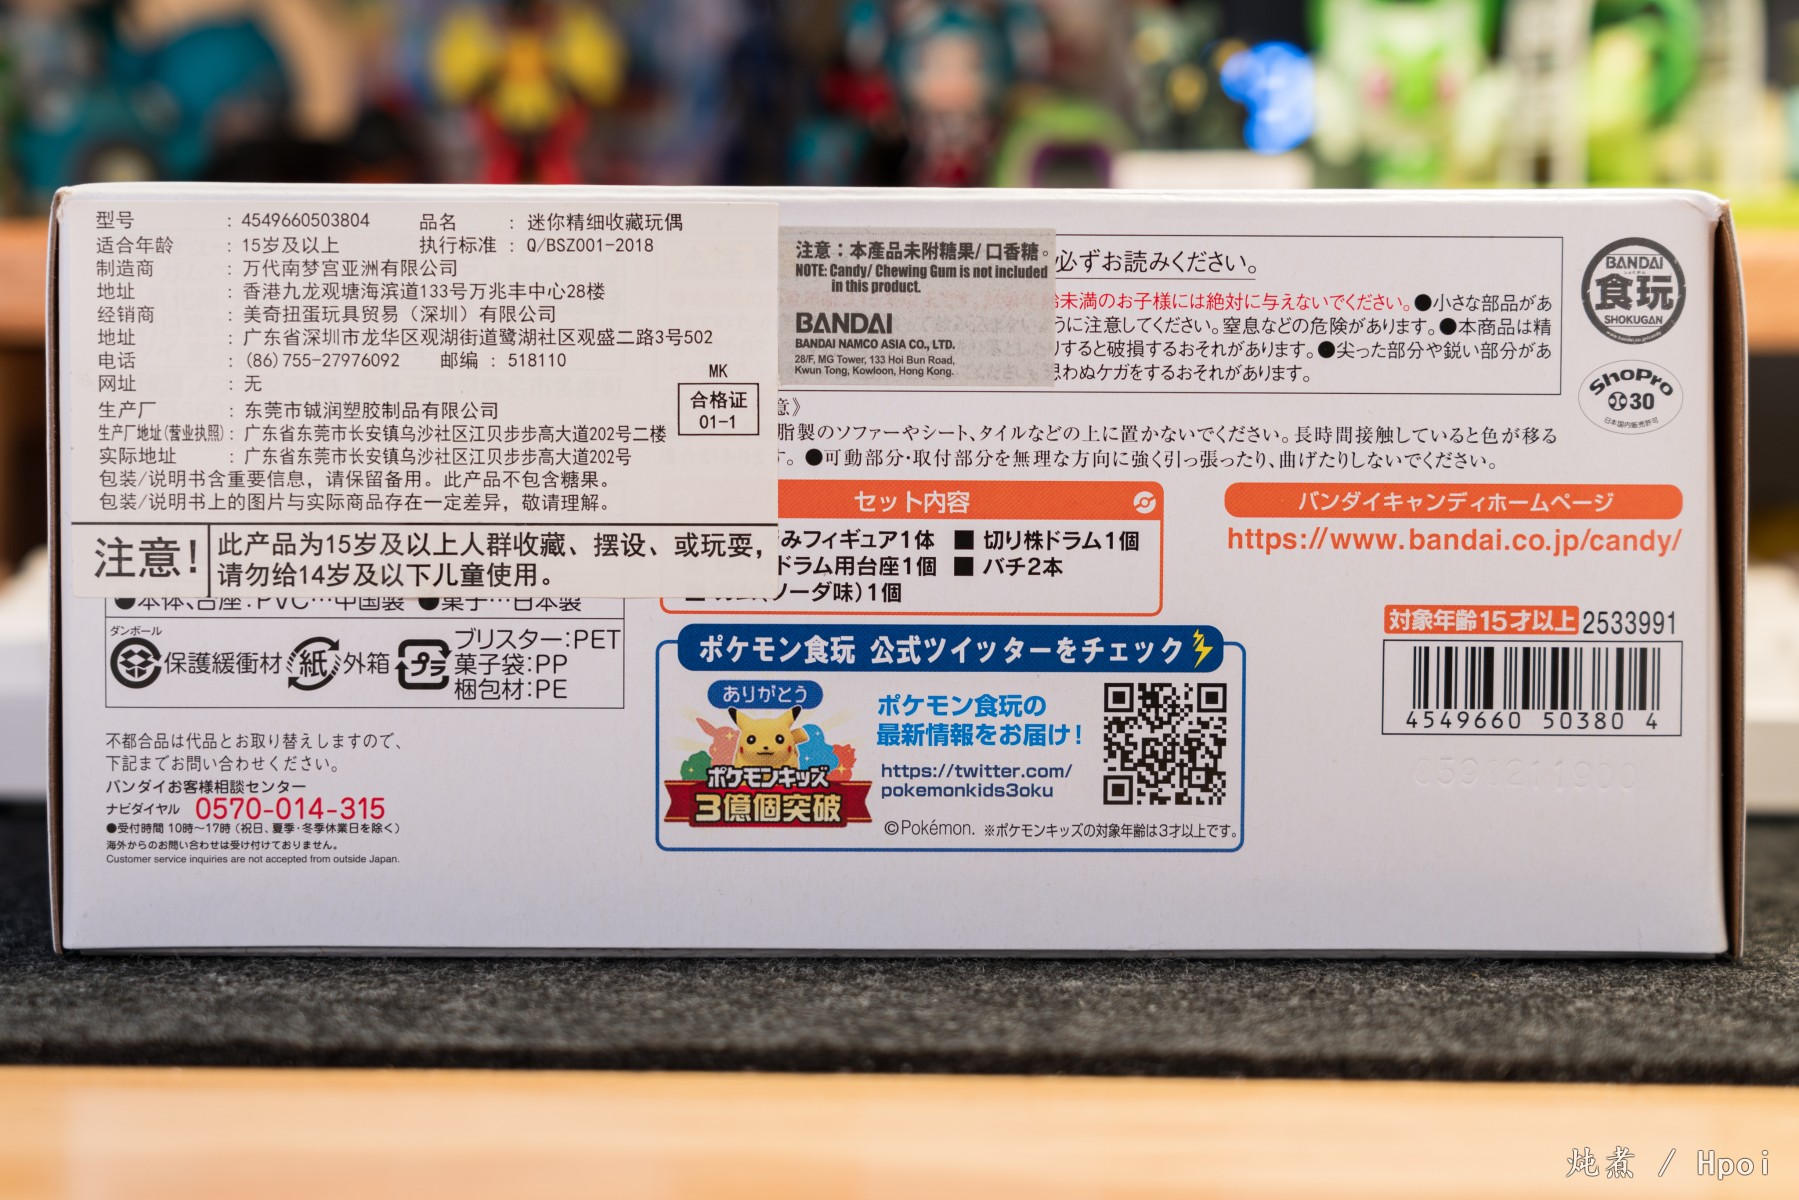 型号 : 4549660503804 品名 : 迷你精细收藏玩偶
适合年龄 : 15岁及以上 执行标准 : Q/BSZ001-2018
制造商 : 万代南梦宫亚洲有限公司
地址 : 香港九龙观塘海滨道133号万兆丰中心28楼
经销商 : 美奇扭蛋玩具贸易（深圳）有限公司
地址 : 广东省深圳市龙华区观湖街道鹭湖社区观盛二路3号502
电话 : (86)755-27976092 邮编 : 518110
网址 : 无
MK
合格证
01-1
生产厂 : 东莞市铖润塑胶制品有限公司
生产厂地址(营业执照) : 广东省东莞市长安镇乌沙社区江贝步步高大道202号二楼
实际地址 : 广东省东莞市长安镇乌沙社区江贝步步高大道202号
包装/说明书含重要信息，请保留备用。此产品不包含糖果。
包装/说明书上的图片与实际商品存在一定差异，敬请理解。
注意!
此产品为15岁及以上人群收藏、摆设、或玩耍，
请勿给14岁及以下儿童使用。
注意：本產品未附糖果/口香糖。
NOTE: Candy/ Chewing Gum is not included
in this product.
BANDAI
BANDAI NAMCO ASIA CO., LTD.
28/F, MG Tower, 133 Hoi Bun Road,
Kwun Tong, Kowloon, Hong Kong.
必ずお読みください。
未満のお子様には絶対に与えないでください。●小さな部品があ
うに注意してください。窒息などの危険があります。●本商品は精
りすると破損するおそれがあります。●尖った部分や鋭い部分があ
思わぬケガをするおそれがあります。
意》
脂製のソファーやシート、タイルなどの上に置かないでください。長時間接触していると色が移る
す。●可動部分・取付部分を無理な方向に強く引っ張ったり、曲げたりしないでください。
BANDAI
食玩
SHOKUGAN
ShoPro
30
日本国内販売許可
セット内容
みフィギュア1体 ■ 切り株ドラム1個
ドラム用台座1個 ■ バチ2本
ソーダ味)1個
バンダイキャンディホームページ
https://www.bandai.co.jp/candy/
●本体、台座:PVC…中国製 ●菓子…日本製
ダンボール
保護緩衝材 紙 外箱 プラ
ブリスター:PET
菓子袋:PP
梱包材:PE
対象年齢15才以上 2533991
4549660 50380 4
ポケモン食玩 公式ツイッターをチェック
ありがとう
ポケモンキッズ
3億個突破
ポケモン食玩の
最新情報をお届け!
https://twitter.com/
pokemonkids3oku
©Pokémon. ※ポケモンキッズの対象年齢は3才以上です。
不都合品は代品とお取り替えしますので、
下記までお問い合わせください。
バンダイお客様相談センター
ナビダイヤル 0570-014-315
●受付時間 10時〜17時（祝日、夏季・冬季休業日を除く）
海外からのお問い合わせは受け付けておりません。
Customer service inquiries are not accepted from outside Japan.
炖煮 / Hpoi